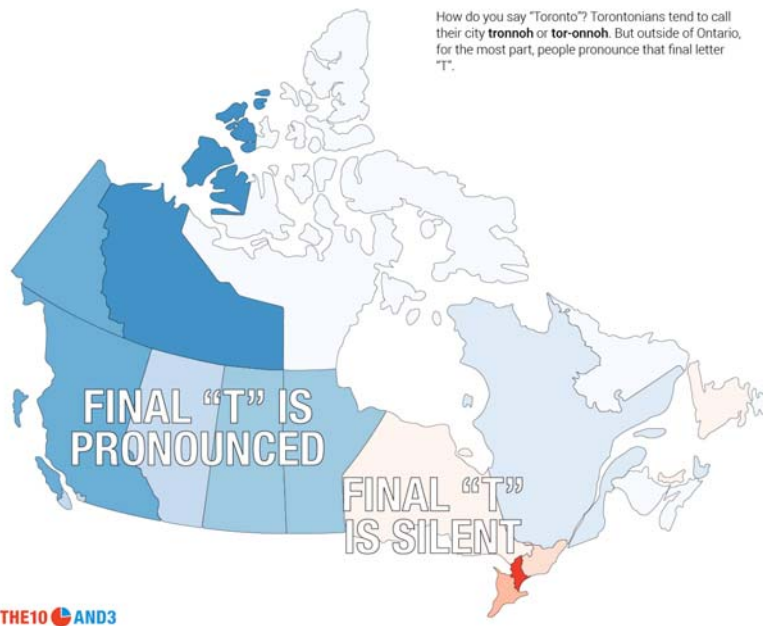 How do you say "Toronto"? Torontonians tend to call
their city tronnoh or tor-onnoh. But outside of Ontario,
for the most part, people pronounce that final letter
"T".
FINAL "T" IS
PRONOUNCED
FINAL "T"
IS SILENT
THE10 AND3